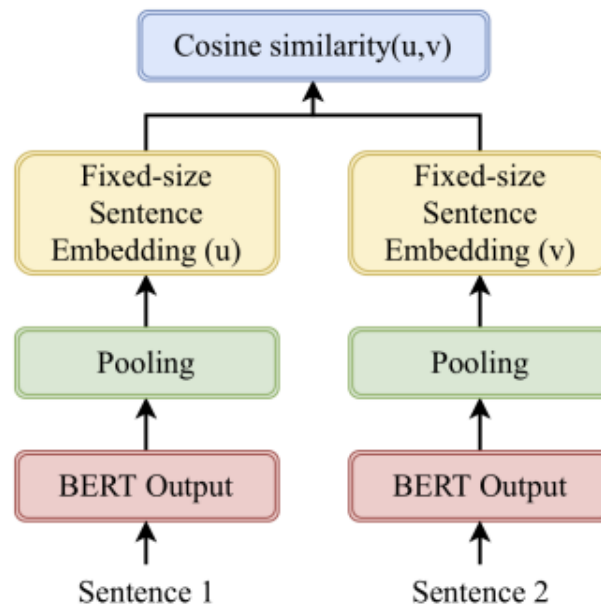 Cosine similarity(u,v)
Fixed-size
Sentence
Embedding (u)
Fixed-size
Sentence
Embedding (v)
Pooling
Pooling
BERT Output
BERT Output
Sentence 1
Sentence 2